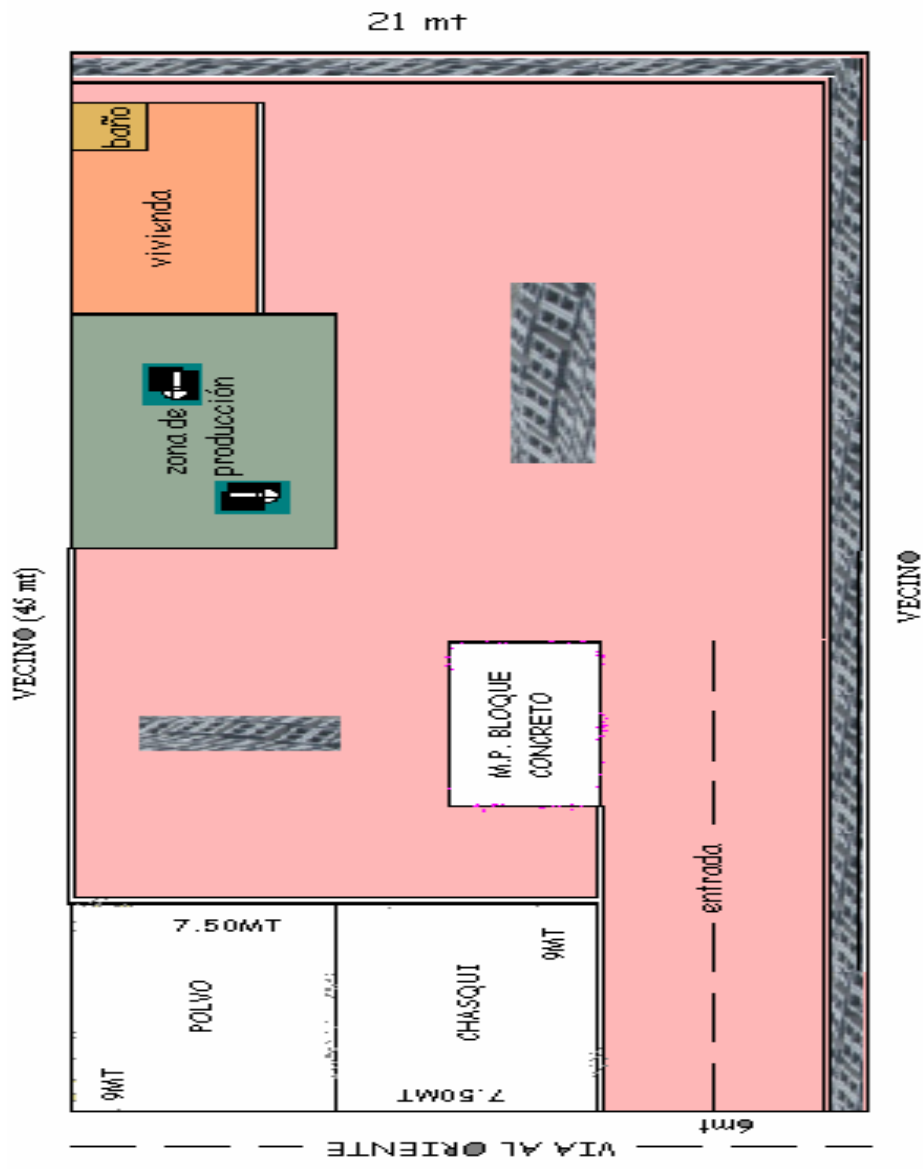 21 mt
baño
vivienda
zona de
producción
VECINO (45 mt)
VECINO
M.P. BLOQUE
CONCRETO
entrada
7.50MT
POLVO
9MT
9MT
CHASQUI
7.50MT
6mt
VIA AL ORIENTE